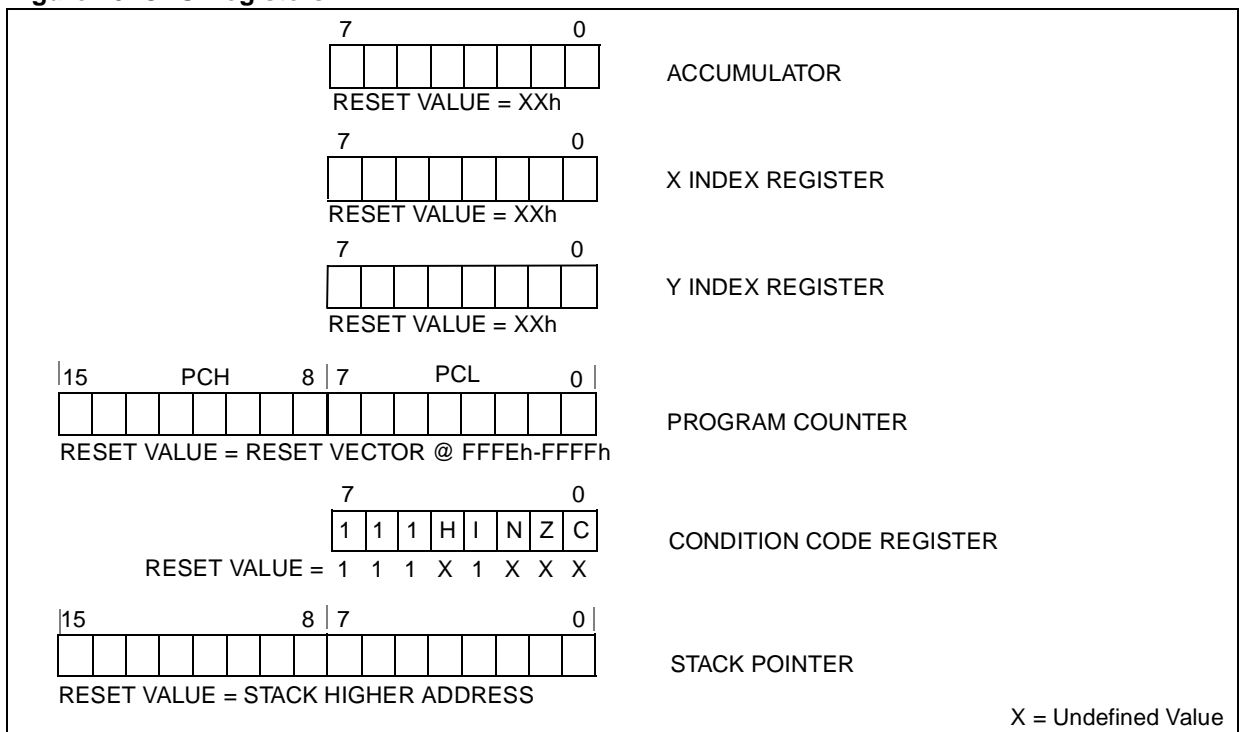 7 0
ACCUMULATOR
RESET VALUE = XXh
7 0
X INDEX REGISTER
RESET VALUE = XXh
7 0
Y INDEX REGISTER
RESET VALUE = XXh
15 PCH 8 7 PCL 0
PROGRAM COUNTER
RESET VALUE = RESET VECTOR @ FFFEh-FFFFh
7 0
1 1 1 H I N Z C
CONDITION CODE REGISTER
RESET VALUE = 1 1 1 X 1 X X X
15 8 7 0
STACK POINTER
RESET VALUE = STACK HIGHER ADDRESS
X = Undefined Value